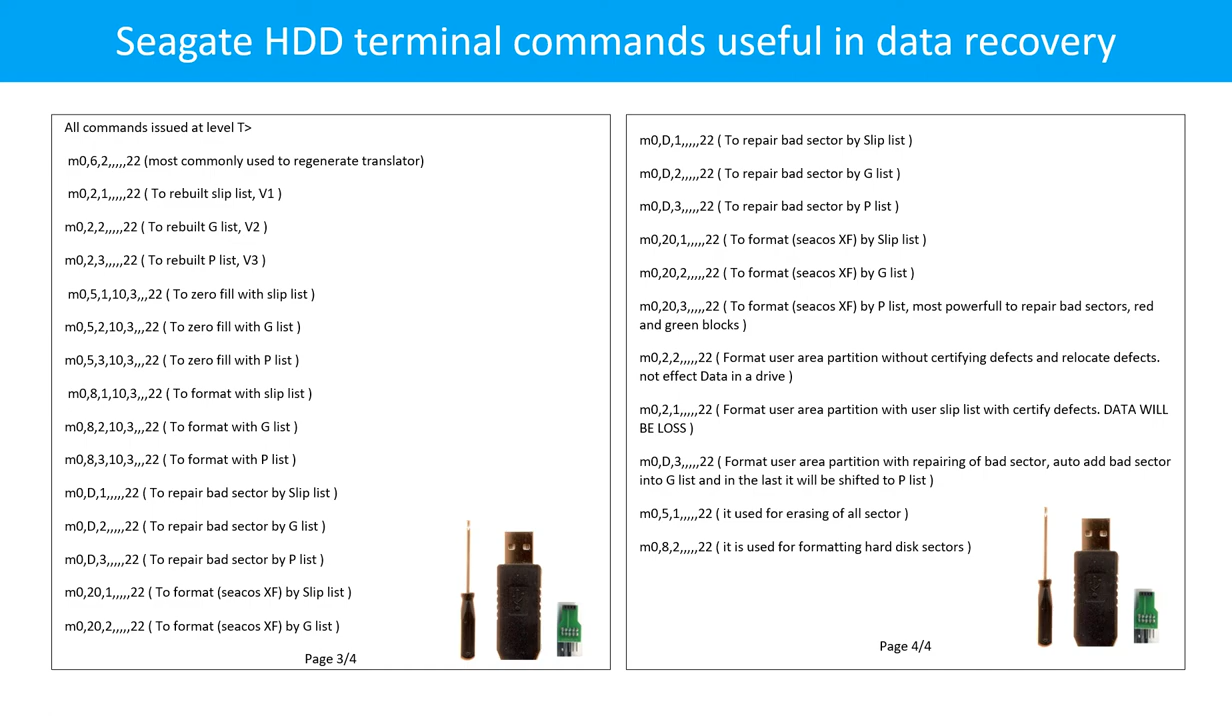 Seagate HDD terminal commands useful in data recovery
All commands issued at level T>
m0,6,2,,,,,22 (most commonly used to regenerate translator)
m0,2,1,,,,,22 ( To rebuilt slip list, V1 )
m0,2,2,,,,,22 ( To rebuilt G list, V2 )
m0,2,3,,,,,22 ( To rebuilt P list, V3 )
m0,5,1,10,3,,,22 ( To zero fill with slip list )
m0,5,2,10,3,,,22 ( To zero fill with G list )
m0,5,3,10,3,,,22 ( To zero fill with P list )
m0,8,1,10,3,,,22 ( To format with slip list )
m0,8,2,10,3,,,22 ( To format with G list )
m0,8,3,10,3,,,22 ( To format with P list )
m0,D,1,,,,,22 ( To repair bad sector by Slip list )
m0,D,2,,,,,22 ( To repair bad sector by G list )
m0,D,3,,,,,22 ( To repair bad sector by P list )
m0,20,1,,,,,22 ( To format (seacos XF) by Slip list )
m0,20,2,,,,,22 ( To format (seacos XF) by G list )
Page 3/4
m0,D,1,,,,,22 ( To repair bad sector by Slip list )
m0,D,2,,,,,22 ( To repair bad sector by G list )
m0,D,3,,,,,22 ( To repair bad sector by P list )
m0,20,1,,,,,22 ( To format (seacos XF) by Slip list )
m0,20,2,,,,,22 ( To format (seacos XF) by G list )
m0,20,3,,,,,22 ( To format (seacos XF) by P list, most powerfull to repair bad sectors, red
and green blocks )
m0,2,2,,,,,22 ( Format user area partition without certifying defects and relocate defects.
not effect Data in a drive )
m0,2,1,,,,,22 ( Format user area partition with user slip list with certify defects. DATA WILL
BE LOSS )
m0,D,3,,,,,22 ( Format user area partition with repairing of bad sector, auto add bad sector
into G list and in the last it will be shifted to P list )
m0,5,1,,,,,22 ( it used for erasing of all sector )
m0,8,2,,,,,22 ( it is used for formatting hard disk sectors )
Page 4/4